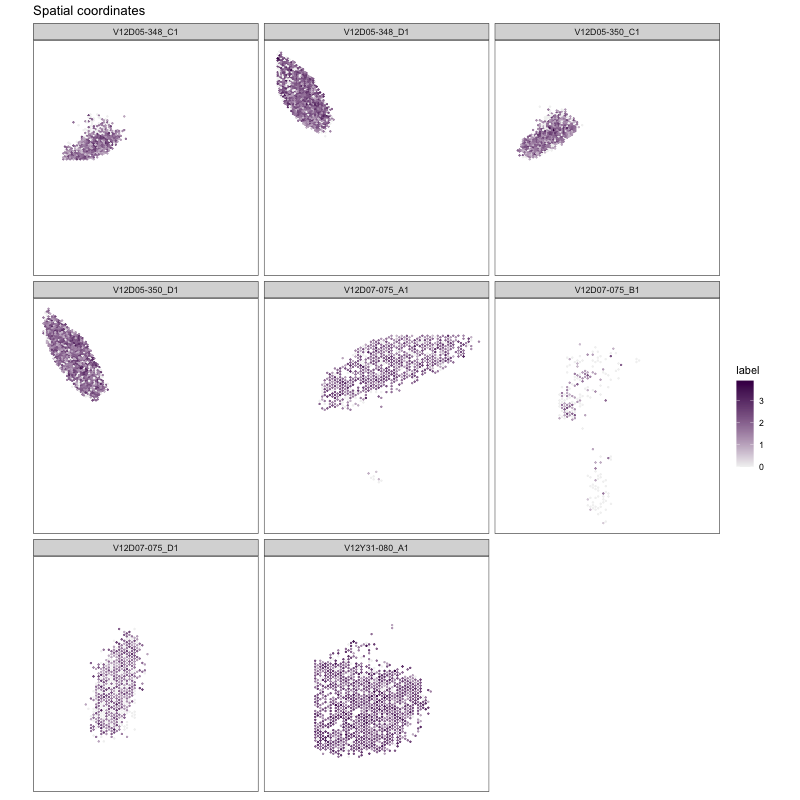 Spatial coordinates
V12D05-348_C1
V12D05-348_D1
V12D05-350_C1
V12D05-350_D1
V12D07-075_A1
V12D07-075_B1
label
3
2
1
0
V12D07-075_D1
V12Y31-080_A1